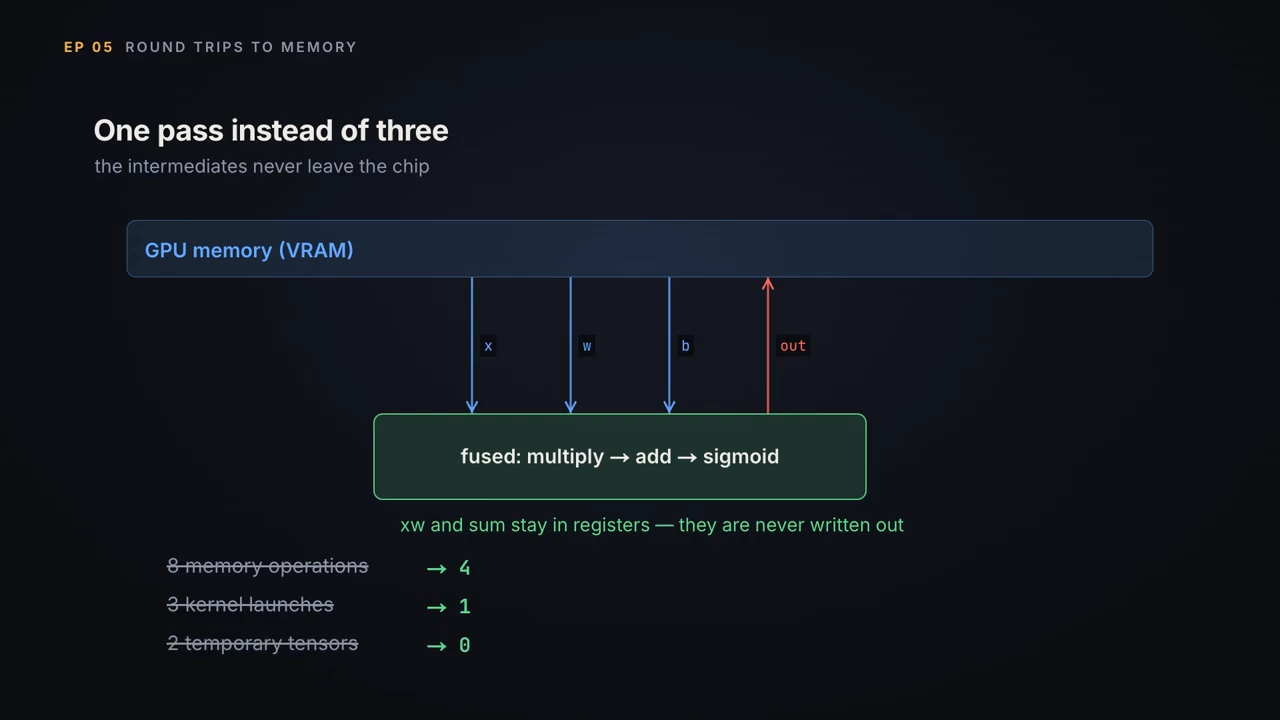 EP 05 ROUND TRIPS TO MEMORY
One pass instead of three
the intermediates never leave the chip
GPU memory (VRAM)
x w b out
fused: multiply → add → sigmoid
xw and sum stay in registers — they are never written out
8 memory operations → 4
3 kernel launches → 1
2 temporary tensors → 0